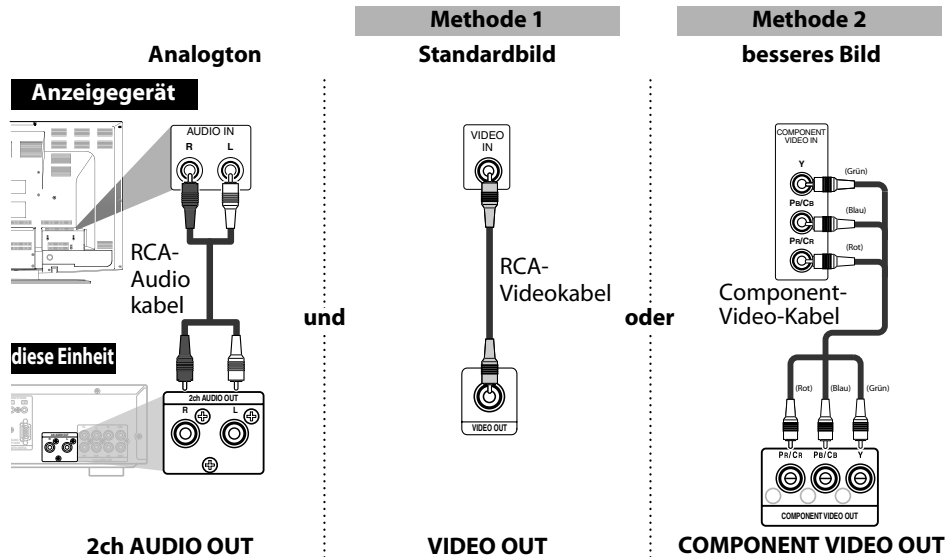 Methode 1
Methode 2
Analogton
Standardbild
besseres Bild
Anzeigegerät
AUDIO IN
R L
VIDEO
IN
COMPONENT
VIDEO IN
Y
(Grün)
PB/CB
(Blau)
PR/CR
(Rot)
RCA-
Audio
kabel
RCA-
Videokabel
Component-
Video-Kabel
und
oder
diese Einheit
2ch AUDIO OUT
R L
VIDEO OUT
(Rot) (Blau) (Grün)
PR/CR PB/CB Y
COMPONENT VIDEO OUT
2ch AUDIO OUT
VIDEO OUT
COMPONENT VIDEO OUT